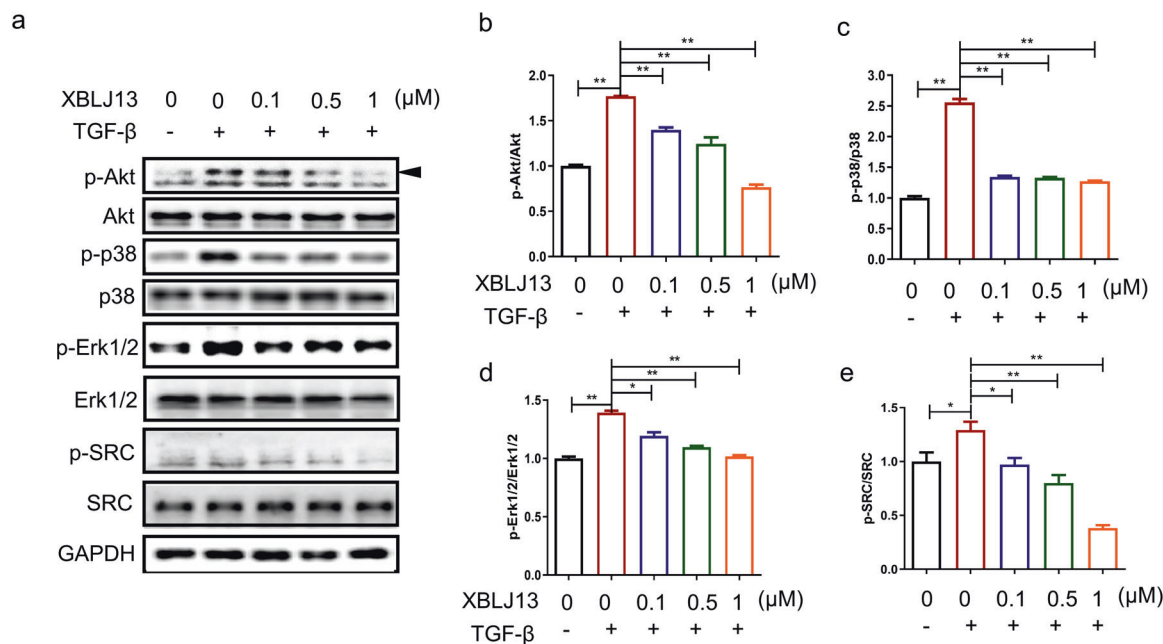 a
XBLJ13 0 0 0.1 0.5 1 (μM)
TGF-β - + + + +
p-Akt
Akt
p-p38
p38
p-Erk1/2
Erk1/2
p-SRC
SRC
GAPDH
b
p-Akt/Akt
2.0
1.5
1.0
0.5
0.0
** ** ** **
XBLJ13 0 0 0.1 0.5 1 (μM)
TGF-β - + + + +
c
p-p38/p38
3.0
2.5
2.0
1.5
1.0
0.5
0.0
** ** ** **
0 0 0.1 0.5 1 (μM)
- + + + +
d
p-Erk1/2/Erk1/2
2.0
1.5
1.0
0.5
0.0
** * ** **
XBLJ13 0 0 0.1 0.5 1 (μM)
TGF-β - + + + +
e
p-SRC/SRC
1.5
1.0
0.5
0.0
* * ** **
0 0 0.1 0.5 1 (μM)
- + + + +